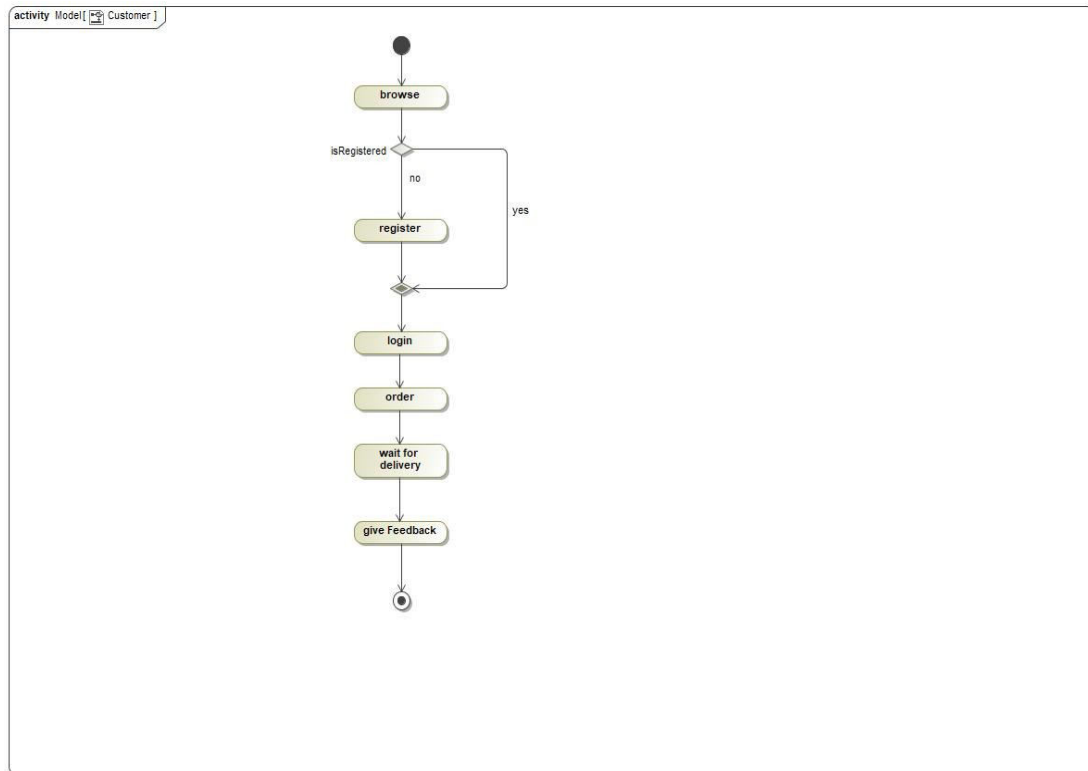 activity Model [ Customer ]
browse
isRegistered
no
yes
register
login
order
wait for
delivery
give Feedback